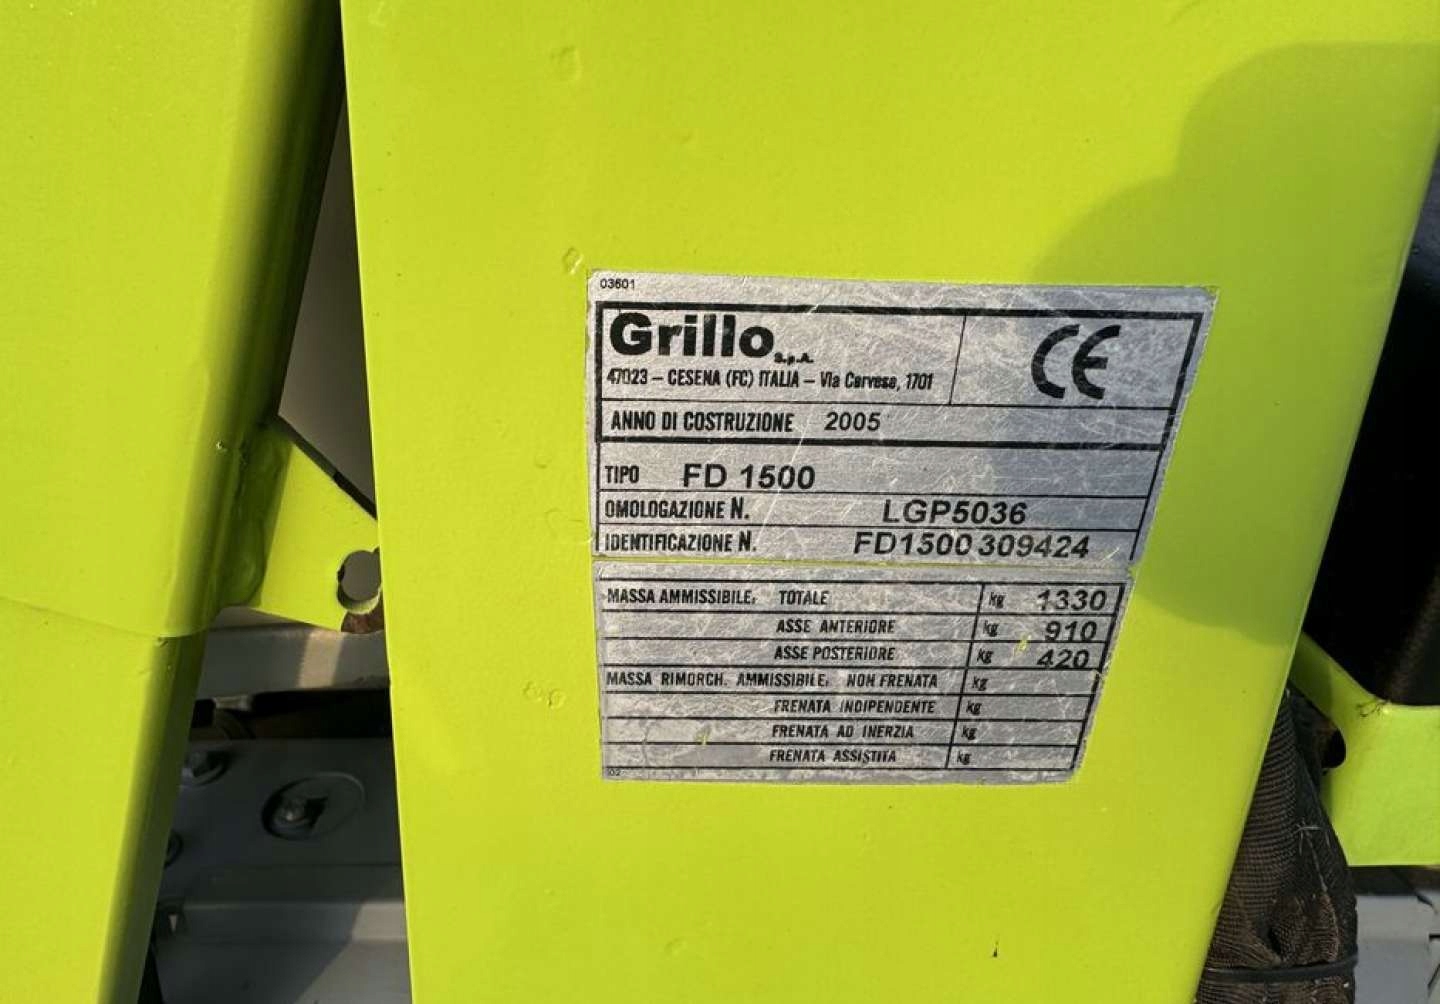 03601
Grillo S.p.A.
47023 – CESENA (FC) ITALIA – Via Cervese, 1701
CE
ANNO DI COSTRUZIONE 2005
TIPO FD 1500
OMOLOGAZIONE N. LGP5036
IDENTIFICAZIONE N. FD1500 309424
MASSA AMMISSIBILE, TOTALE kg 1330
ASSE ANTERIORE kg 910
ASSE POSTERIORE kg 420
MASSA RIMORCH. AMMISSIBILE, NON FRENATA kg
FRENATA INDIPENDENTE kg
FRENATA AD INERZIA kg
FRENATA ASSISTITA kg
02